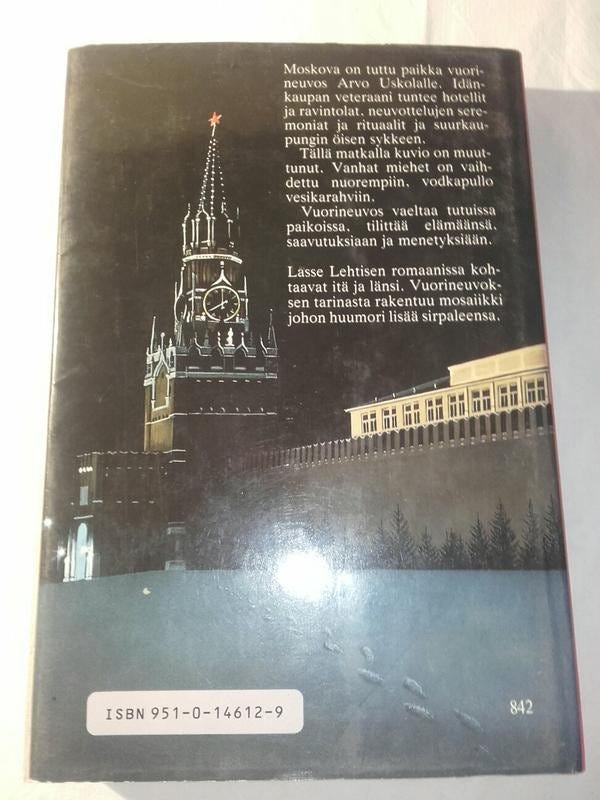 Moskova on tuttu paikka vuori-
neuvos Arvo Uskolalle. Idän-
kaupan veteraani tuntee hotellit
ja ravintolat, neuvottelujen sere-
moniat ja rituaalit ja suurkau-
pungin öisen sykkeen.
Tällä matkalla kuvio on muut-
tunut. Vanhat miehet on vaih-
dettu nuorempiin, vodkapullo
vesikarahviin.
Vuorineuvos vaeltaa tutuissa
paikoissa, tilittää elämäänsä,
saavutuksiaan ja menetyksiään.
Lasse Lehtisen romaanissa koh-
taavat itä ja länsi. Vuorineuvok-
sen tarinasta rakentuu mosaiikki
johon huumori lisää sirpaleensa.
ISBN 951-0-14612-9
842